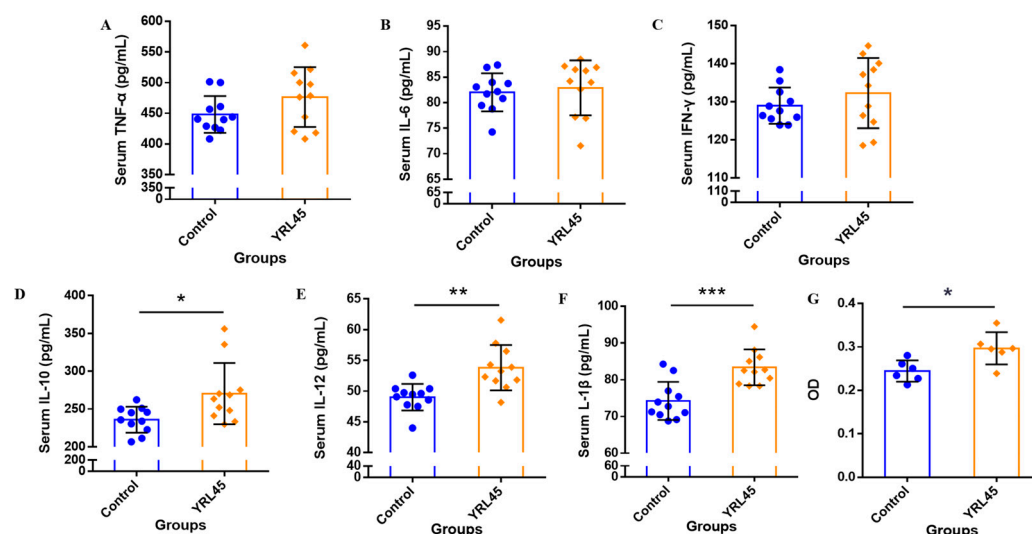 A
Serum TNF-α (pg/mL)
600
550
500
450
400
350
350
0
Control
YRL45
Groups
B
Serum IL-6 (pg/mL)
95
90
85
80
75
70
65
65
0
Control
YRL45
Groups
C
Serum IFN-γ (pg/mL)
150
140
130
120
110
110
0
Control
YRL45
Groups
D
Serum IL-10 (pg/mL)
400
350
300
250
200
200
0
*
Control
YRL45
Groups
E
Serum IL-12 (pg/mL)
65
60
55
50
45
40
40
0
**
Control
YRL45
Groups
F
Serum L-1β (pg/mL)
100
90
80
70
60
60
0
***
Control
YRL45
Groups
G
OD
0.4
0.3
0.2
0.1
0.0
*
Control
YRL45
Groups